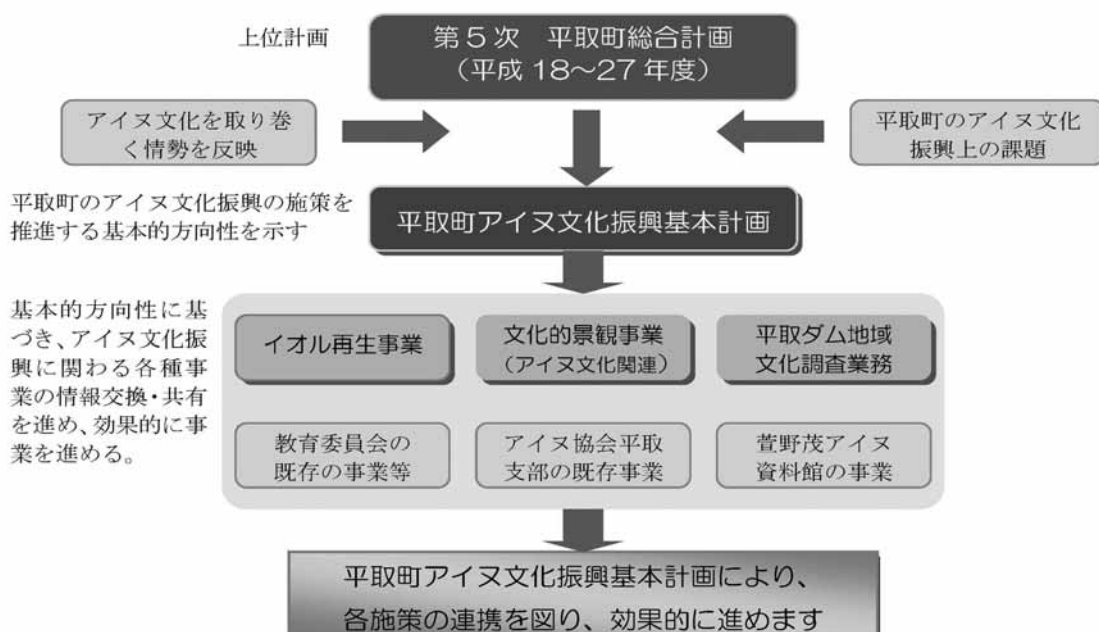 上位計画
第5次 平取町総合計画
(平成 18〜27 年度)
アイヌ文化を取り巻
く情勢を反映
平取町のアイヌ文化
振興上の課題
平取町のアイヌ文化振興の施策を
推進する基本的方向性を示す
平取町アイヌ文化振興基本計画
基本的方向性に基
づき、アイヌ文化振
興に関わる各種事
業の情報交換・共有
を進め、効果的に事
業を進める。
イオル再生事業
文化的景観事業
(アイヌ文化関連)
平取ダム地域
文化調査業務
教育委員会の
既存の事業等
アイヌ協会平取
支部の既存事業
萱野茂アイヌ
資料館の事業
平取町アイヌ文化振興基本計画により、
各施策の連携を図り、効果的に進めます